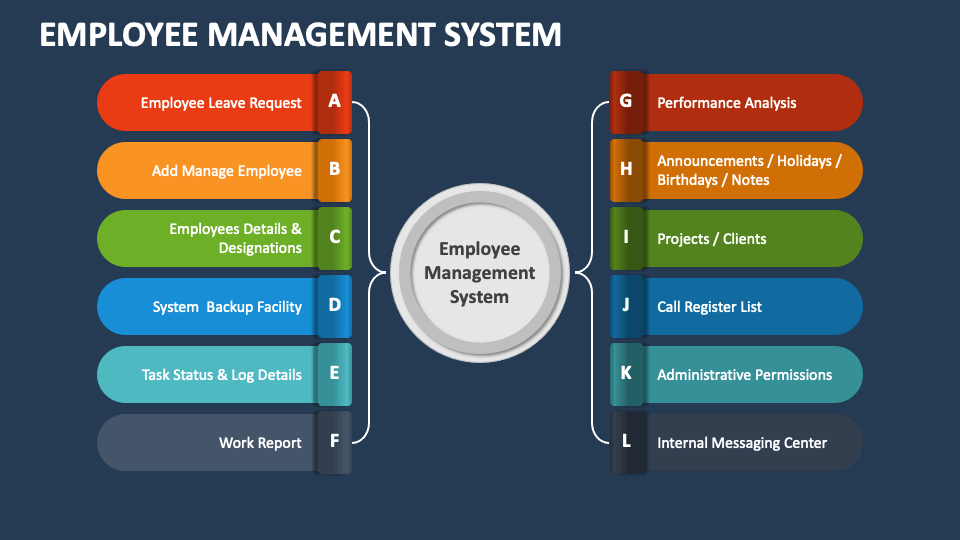 EMPLOYEE MANAGEMENT SYSTEM
Employee Leave Request A
Add Manage Employee B
Employees Details &
Designations C
System Backup Facility D
Task Status & Log Details E
Work Report F
Employee
Management
System
G Performance Analysis
H Announcements / Holidays /
Birthdays / Notes
I Projects / Clients
J Call Register List
K Administrative Permissions
L Internal Messaging Center